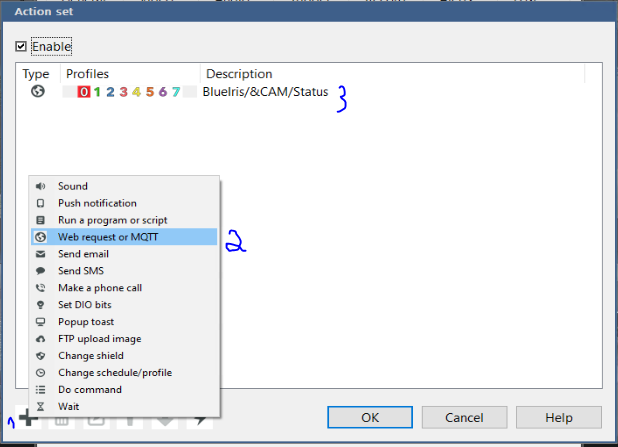 Action set
Enable
Type Profiles Description
0 1 2 3 4 5 6 7 BlueIris/&CAM/Status 3
Sound
Push notification
Run a program or script
Web request or MQTT 2
Send email
Send SMS
Make a phone call
Set DIO bits
Popup toast
FTP upload image
Change shield
Change schedule/profile
Do command
Wait
1 OK Cancel Help